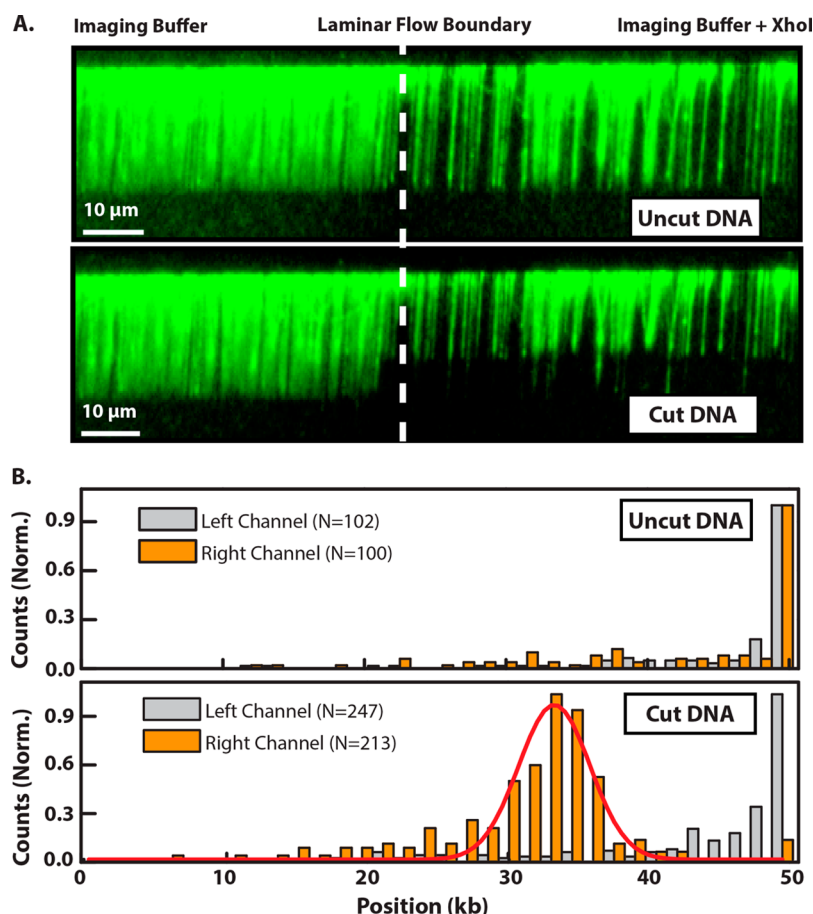 A.
Imaging Buffer
Laminar Flow Boundary
Imaging Buffer + XhoI
10 µm
Uncut DNA
10 µm
Cut DNA
B.
Counts (Norm.)
0.9
0.6
0.3
0.0
Left Channel (N=102)
Right Channel (N=100)
Uncut DNA
Counts (Norm.)
0.9
0.6
0.3
0.0
Left Channel (N=247)
Right Channel (N=213)
Cut DNA
0 10 20 30 40 50
Position (kb)